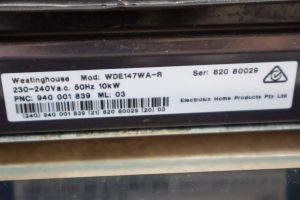 Westinghouse Mod: WDE147WA-R Ser: 820 80029
230-240Va.c. 50Hz 10kW
PNC: 940 001 839 ML: 03
Electrolux Home Products Pty Ltd
(240) 940 001 839 (21) 820 80029 (20) 03